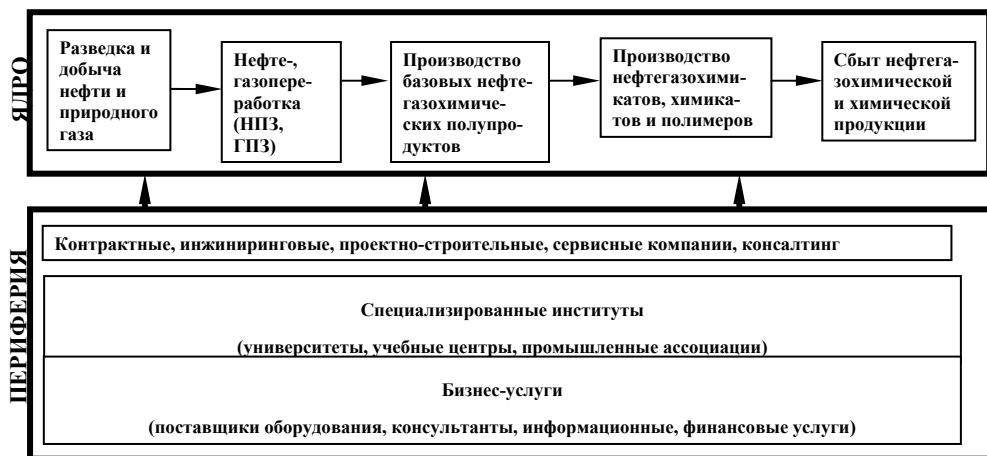 ЯДРО
Разведка и
добыча
нефти и
природного
газа
Нефте-,
газопере-
работка
(НПЗ,
ГПЗ)
Производство
базовых нефте-
газохимиче-
ских полупро-
дуктов
Производство
нефтегазохими-
катов, химика-
тов и полимеров
Сбыт нефтега-
зохимической
и химической
продукции
ПЕРИФЕРИЯ
Контрактные, инжиниринговые, проектно-строительные, сервисные компании, консалтинг
Специализированные институты
(университеты, учебные центры, промышленные ассоциации)
Бизнес-услуги
(поставщики оборудования, консультанты, информационные, финансовые услуги)